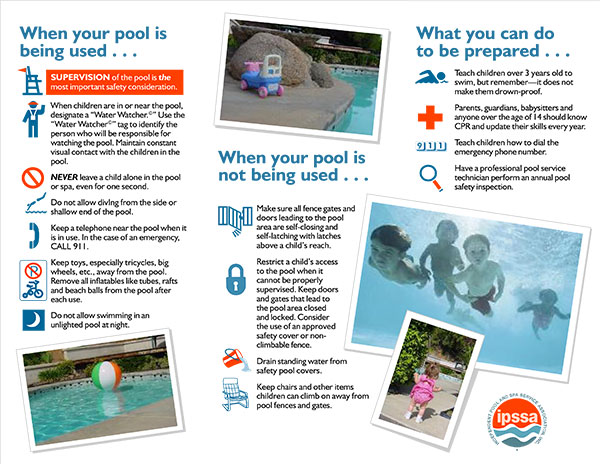 When your pool is
being used . . .
SUPERVISION of the pool is the
most important safety consideration.
When children are in or near the pool,
designate a “Water Watcher.©” Use the
“Water Watcher©” tag to identify the
person who will be responsible for
watching the pool. Maintain constant
visual contact with the children in the
pool.
NEVER leave a child alone in the pool
or spa, even for one second.
Do not allow diving from the side or
shallow end of the pool.
Keep a telephone near the pool when it
is in use. In the case of an emergency,
CALL 911.
Keep toys, especially tricycles, big
wheels, etc., away from the pool.
Remove all inflatables like tubes, rafts
and beach balls from the pool after
each use.
Do not allow swimming in an
unlighted pool at night.
When your pool is
not being used . . .
Make sure all fence gates and
doors leading to the pool
area are self-closing and
self-latching with latches
above a child’s reach.
Restrict a child’s access
to the pool when it
cannot be properly
supervised. Keep doors
and gates that lead to
the pool area closed
and locked. Consider
the use of an approved
safety cover or non-
climbable fence.
Drain standing water from
safety pool covers.
Keep chairs and other items
children can climb on away from
pool fences and gates.
What you can do
to be prepared . . .
Teach children over 3 years old to
swim, but remember—it does not
make them drown-proof.
Parents, guardians, babysitters and
anyone over the age of 14 should know
CPR and update their skills every year.
911
Teach children how to dial the
emergency phone number.
Have a professional pool service
technician perform an annual pool
safety inspection.
INDEPENDENT POOL AND SPA SERVICE ASSOCIATION, INC.
ipssa